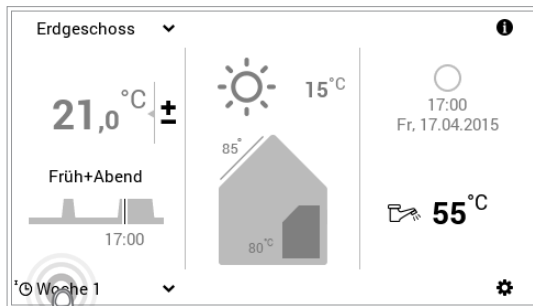 Erdgeschoss
21,0 °C ±
Früh+Abend
17:00
Woche 1
15°C
85°
80°C
17:00
Fr, 17.04.2015
55°C